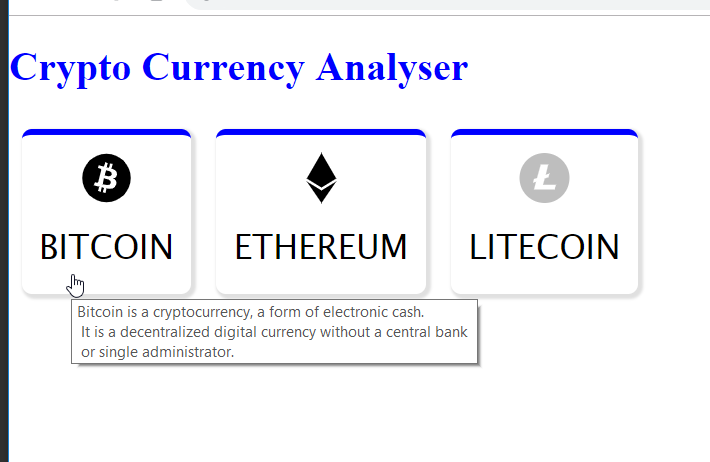 Crypto Currency Analyser
BITCOIN
ETHEREUM
LITECOIN
Bitcoin is a cryptocurrency, a form of electronic cash.
It is a decentralized digital currency without a central bank
or single administrator.